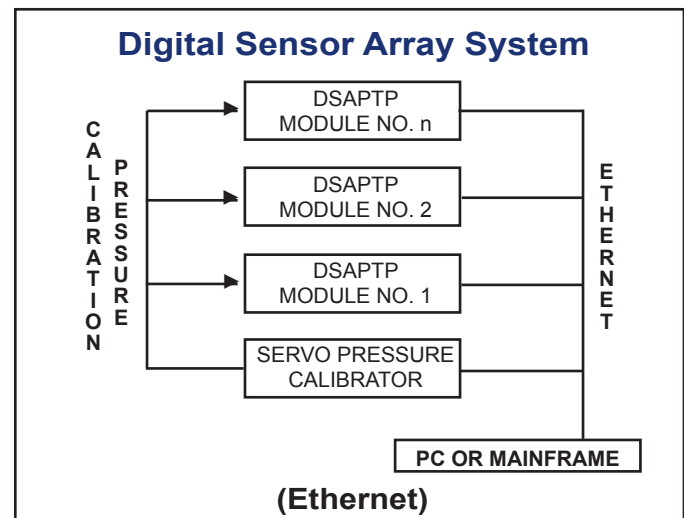 Digital Sensor Array System
CALIBRATION
PRESSURE
DSAPTP
MODULE NO. n
DSAPTP
MODULE NO. 2
DSAPTP
MODULE NO. 1
SERVO PRESSURE
CALIBRATOR
ETHERNET
PC OR MAINFRAME
(Ethernet)